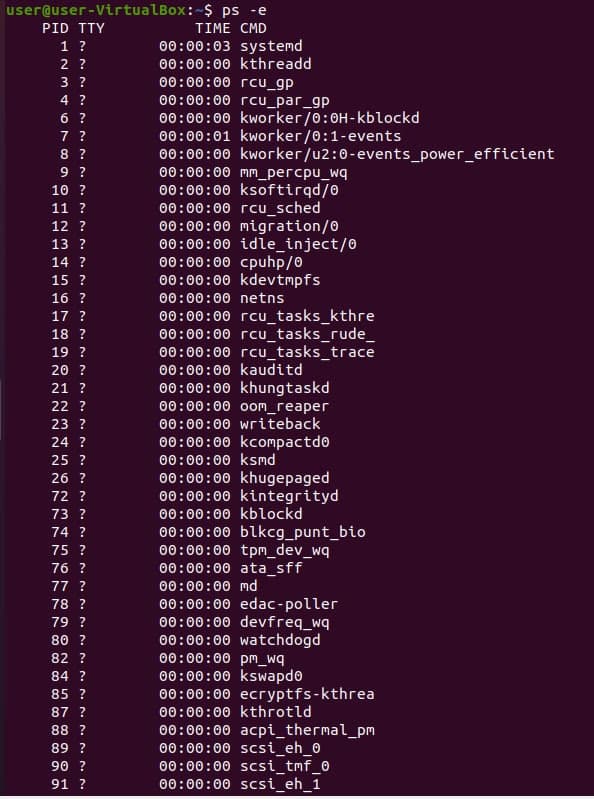 user@user-VirtualBox:~$ ps -e
PID TTY TIME CMD
1 ? 00:00:03 systemd
2 ? 00:00:00 kthreadd
3 ? 00:00:00 rcu_gp
4 ? 00:00:00 rcu_par_gp
6 ? 00:00:00 kworker/0:0H-kblockd
7 ? 00:00:01 kworker/0:1-events
8 ? 00:00:00 kworker/u2:0-events_power_efficient
9 ? 00:00:00 mm_percpu_wq
10 ? 00:00:00 ksoftirqd/0
11 ? 00:00:00 rcu_sched
12 ? 00:00:00 migration/0
13 ? 00:00:00 idle_inject/0
14 ? 00:00:00 cpuhp/0
15 ? 00:00:00 kdevtmpfs
16 ? 00:00:00 netns
17 ? 00:00:00 rcu_tasks_kthre
18 ? 00:00:00 rcu_tasks_rude_
19 ? 00:00:00 rcu_tasks_trace
20 ? 00:00:00 kauditd
21 ? 00:00:00 khungtaskd
22 ? 00:00:00 oom_reaper
23 ? 00:00:00 writeback
24 ? 00:00:00 kcompactd0
25 ? 00:00:00 ksmd
26 ? 00:00:00 khugepaged
72 ? 00:00:00 kintegrityd
73 ? 00:00:00 kblockd
74 ? 00:00:00 blkcg_punt_bio
75 ? 00:00:00 tpm_dev_wq
76 ? 00:00:00 ata_sff
77 ? 00:00:00 md
78 ? 00:00:00 edac-poller
79 ? 00:00:00 devfreq_wq
80 ? 00:00:00 watchdogd
82 ? 00:00:00 pm_wq
84 ? 00:00:00 kswapd0
85 ? 00:00:00 ecryptfs-kthrea
87 ? 00:00:00 kthrotld
88 ? 00:00:00 acpi_thermal_pm
89 ? 00:00:00 scsi_eh_0
90 ? 00:00:00 scsi_tmf_0
91 ? 00:00:00 scsi_eh_1